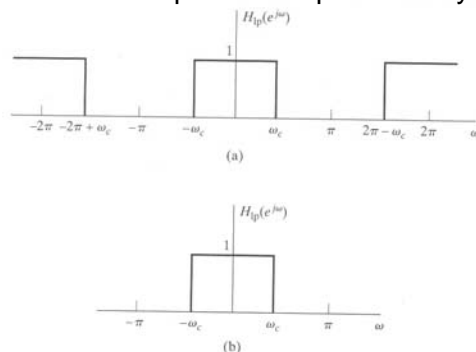 H_lp(e^{jω})
1
-2π -2π + ω_c -π -ω_c ω_c π 2π - ω_c 2π ω
(a)
H_lp(e^{jω})
1
-π -ω_c ω_c π ω
(b)